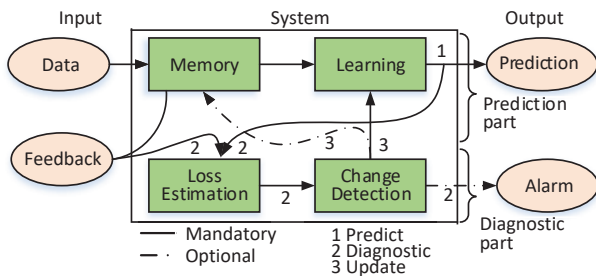 Input
System
Output
Data
Memory
Learning
1
Prediction
Prediction
part
Feedback
2
2
3
3
Loss
Estimation
2
Change
Detection
2
Alarm
Diagnostic
part
Mandatory
Optional
1 Predict
2 Diagnostic
3 Update